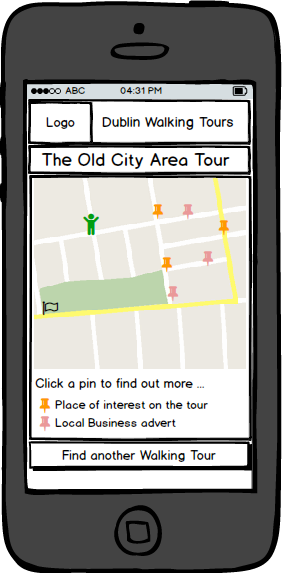 ABC 04:31 PM
Logo
Dublin Walking Tours
The Old City Area Tour
Click a pin to find out more ...
Place of interest on the tour
Local Business advert
Find another Walking Tour